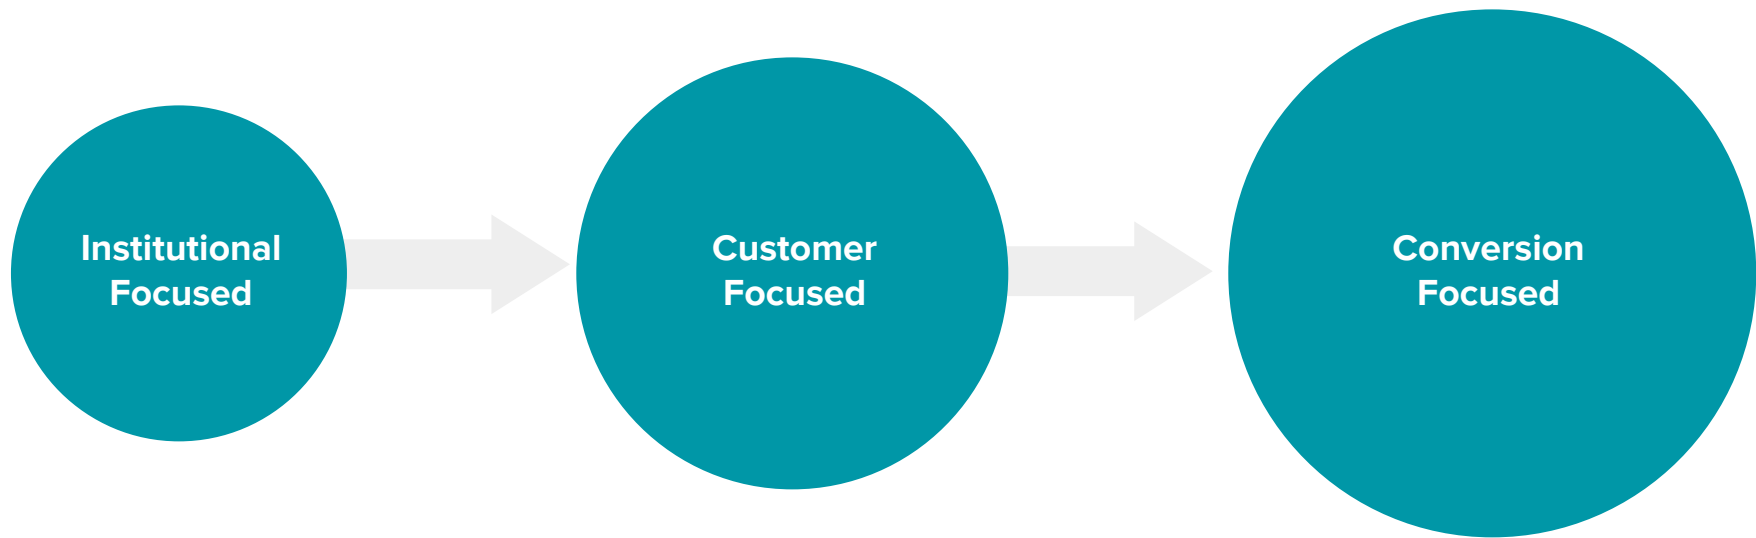 Institutional
Focused
Customer
Focused
Conversion
Focused